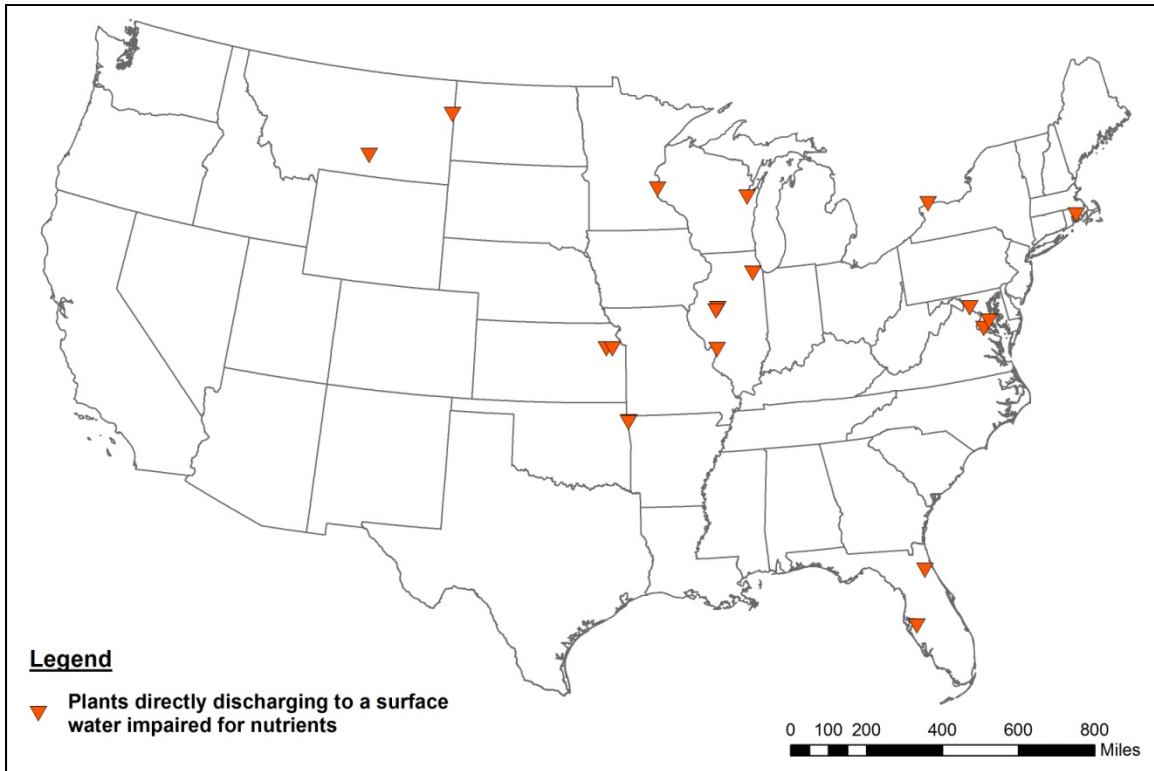 Legend
Plants directly discharging to a surface
water impaired for nutrients
0 100 200 400 600 800
Miles